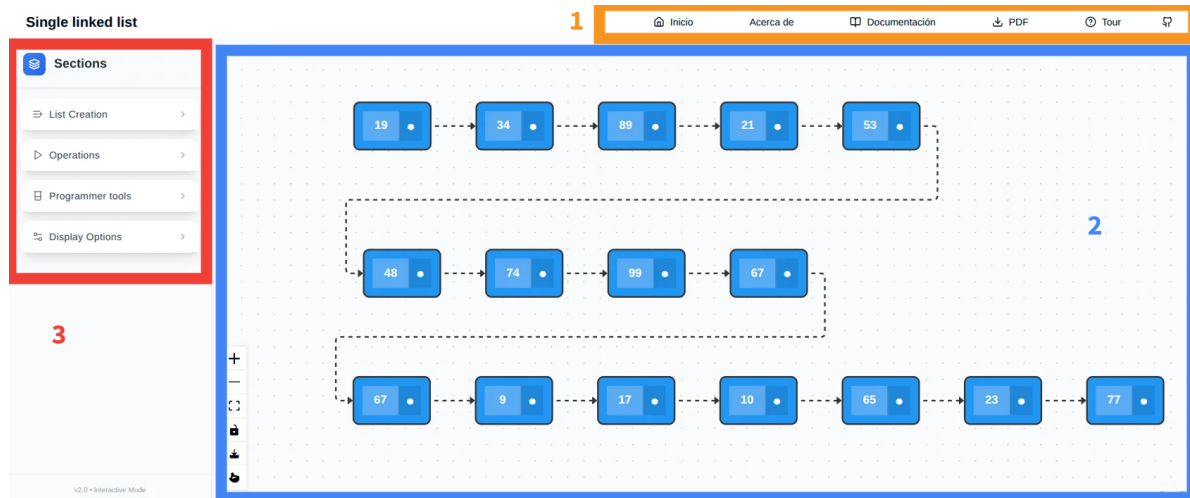 Single linked list
1
Inicio
Acerca de
Documentación
PDF
Tour
Sections
List Creation
Operations
Programmer tools
Display Options
3
19 34 89 21 53
2
48 74 99 67
67 9 17 10 65 23 77
v2.0 • Interactive Mode